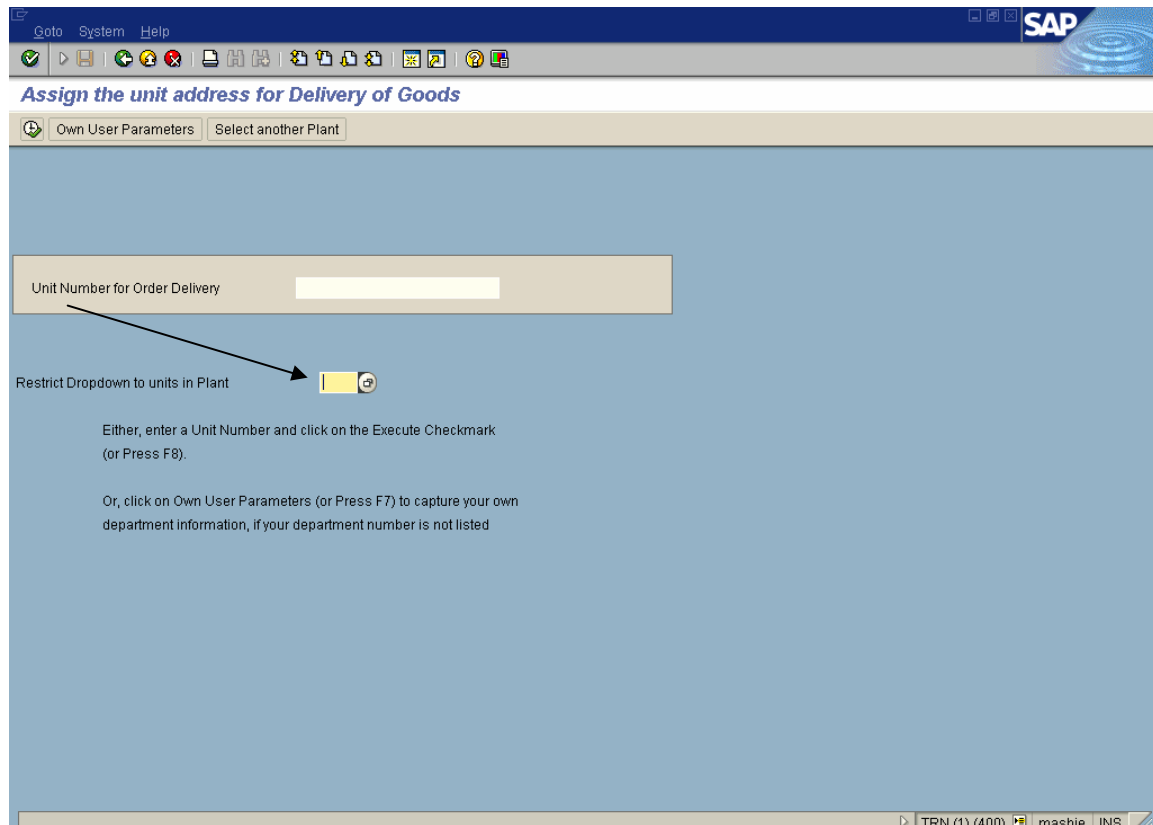 Goto System Help
SAP
Assign the unit address for Delivery of Goods
Own User Parameters Select another Plant
Unit Number for Order Delivery
Restrict Dropdown to units in Plant
Either, enter a Unit Number and click on the Execute Checkmark
(or Press F8).
Or, click on Own User Parameters (or Press F7) to capture your own
department information, if your department number is not listed
TRN (1) (400) mashie INS